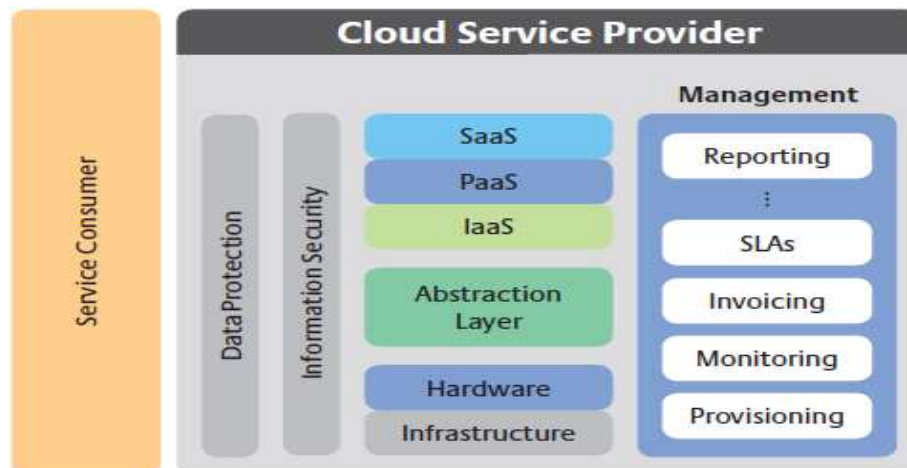 Cloud Service Provider
Service Consumer
Data Protection
Information Security
SaaS
PaaS
IaaS
Abstraction
Layer
Hardware
Infrastructure
Management
Reporting
...
SLAs
Invoicing
Monitoring
Provisioning